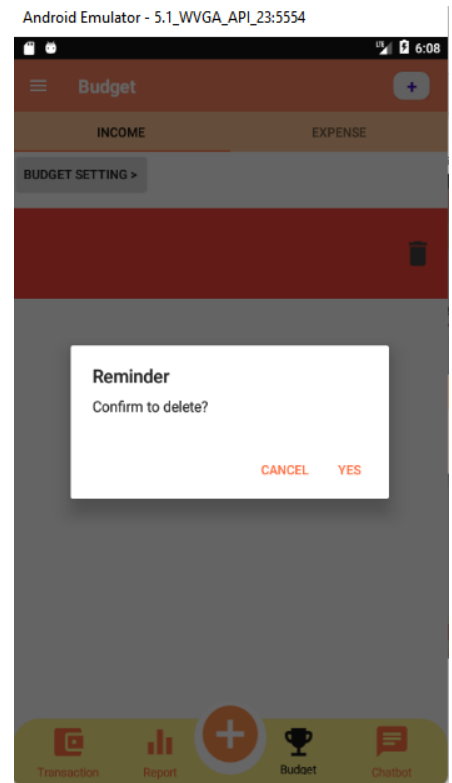 Android Emulator - 5.1_WVGA_API_23:5554
LTE 6:08
Budget +
INCOME EXPENSE
BUDGET SETTING >
Reminder
Confirm to delete?
CANCEL YES
Transaction Report Budget Chatbot